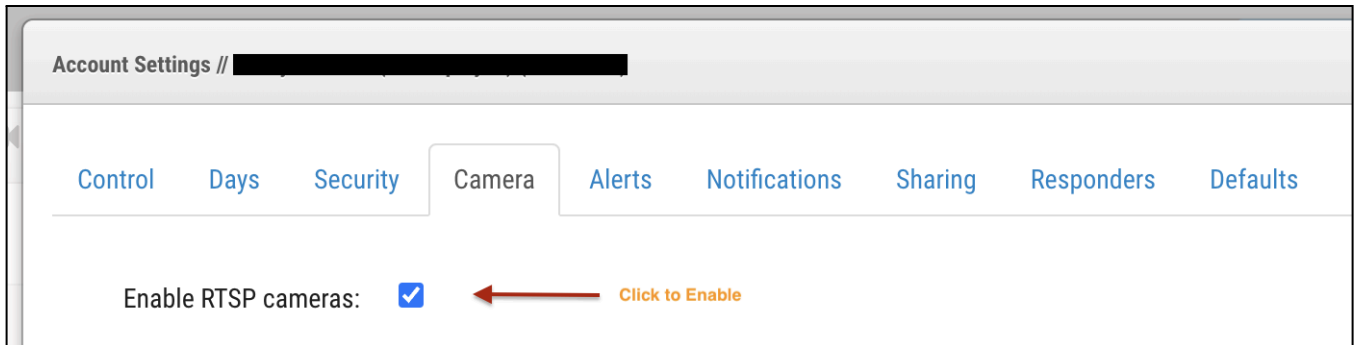 Account Settings //
Control Days Security Camera Alerts Notifications Sharing Responders Defaults
Enable RTSP cameras:
Click to Enable